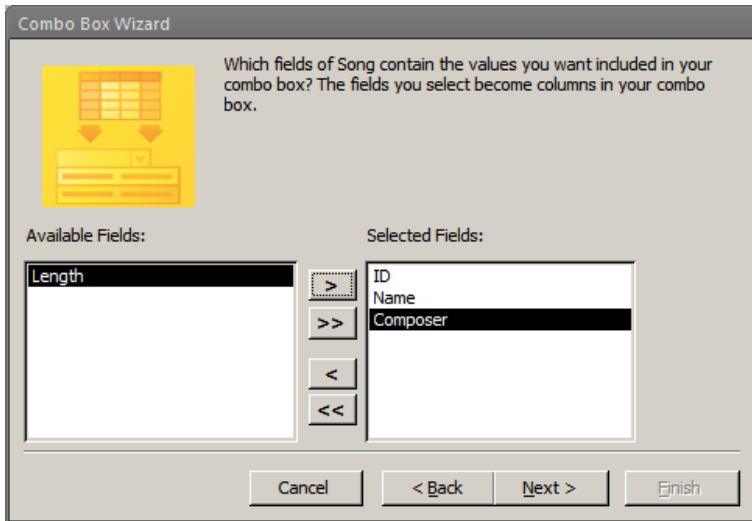 Combo Box Wizard
Which fields of Song contain the values you want included in your
combo box? The fields you select become columns in your combo
box.
Available Fields:
Selected Fields:
Length
>
>>
<
<<
ID
Name
Composer
Cancel
< Back
Next >
Finish